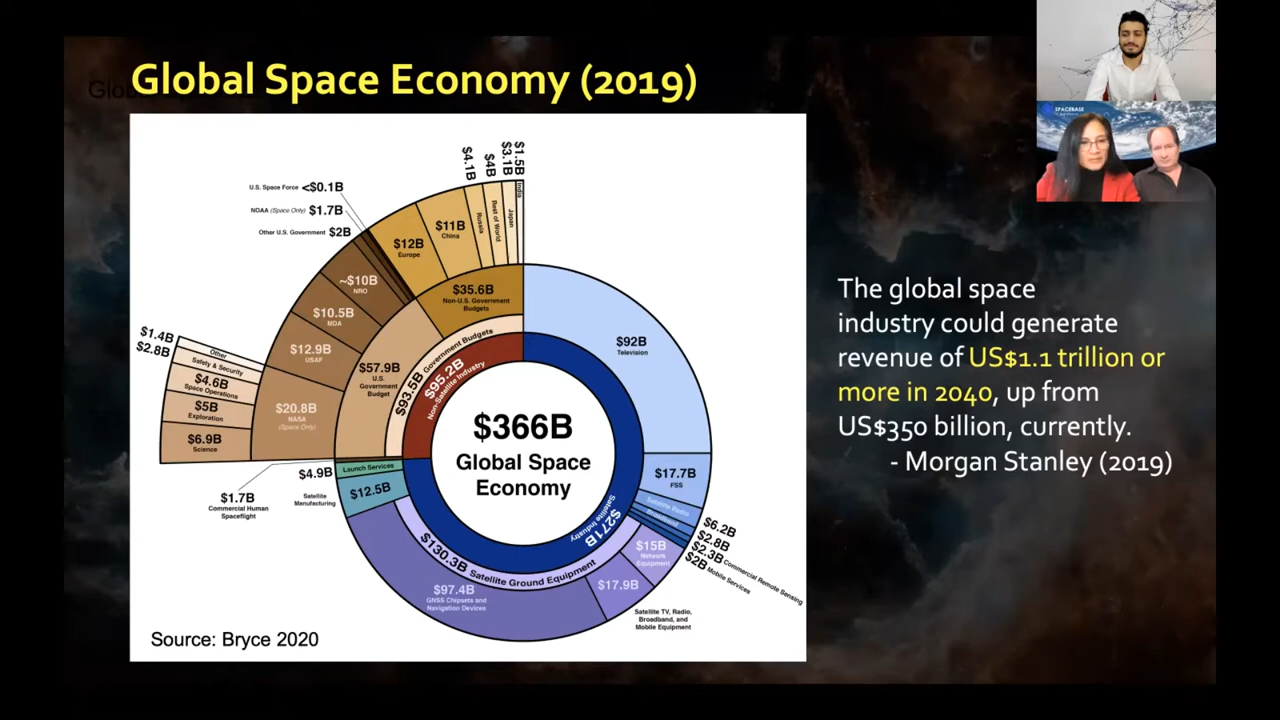 Global Space Economy (2019)
SPACEBASE
$1.5B
India
$3.1B
Japan
$4B
Rest of World
$4.1B
Russia
$11B
China
$12B
Europe
U.S. Space Force <$0.1B
NOAA (Space Only) $1.7B
Other U.S. Government $2B
~$10B
NRO
$10.5B
MDA
$12.9B
USAF
$20.8B
NASA
(Space Only)
$1.4B
Other
$2.8B
Safety & Security
$4.6B
Space Operations
$5B
Exploration
$6.9B
Science
$35.6B
Non-U.S. Government
Budgets
$57.9B
U.S.
Government
Budget
$93.5B Government Budgets
$95.2B
Non-Satellite Industry
$366B
Global Space
Economy
$92B
Television
$17.7B
FSS
Satellite Radio
Broadband
$6.2B
$2.8B
$2.3B Commercial Remote Sensing
$2B Mobile Services
$271B
Satellite Industry
$15B
Network
Equipment
$17.9B
Satellite TV, Radio,
Broadband, and
Mobile Equipment
$130.3B Satellite Ground Equipment
$97.4B
GNSS Chipsets and
Navigation Devices
$4.9B
Launch Services
$12.5B
Satellite
Manufacturing
$1.7B
Commercial Human
Spaceflight
Source: Bryce 2020
The global space
industry could generate
revenue of US$1.1 trillion or
more in 2040, up from
US$350 billion, currently.
- Morgan Stanley (2019)